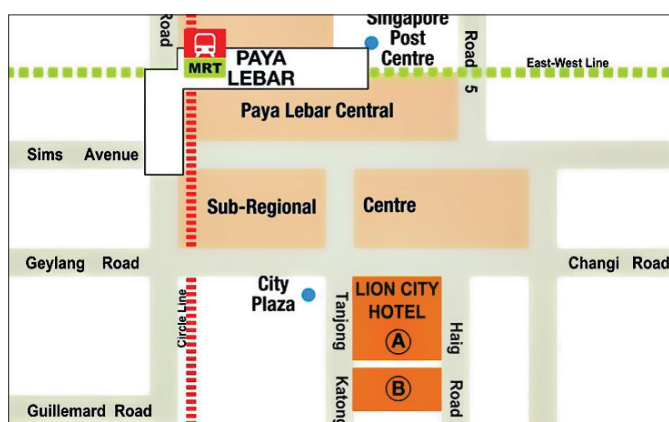 Road
Singapore
Post
Centre
MRT
PAYA
LEBAR
Road 5
East-West Line
Paya Lebar Central
Sims Avenue
Sub-Regional Centre
Geylang Road
Changi Road
City
Plaza
Circle Line
Tanjong Katong
LION CITY
HOTEL
A
B
Haig Road
Guillemard Road